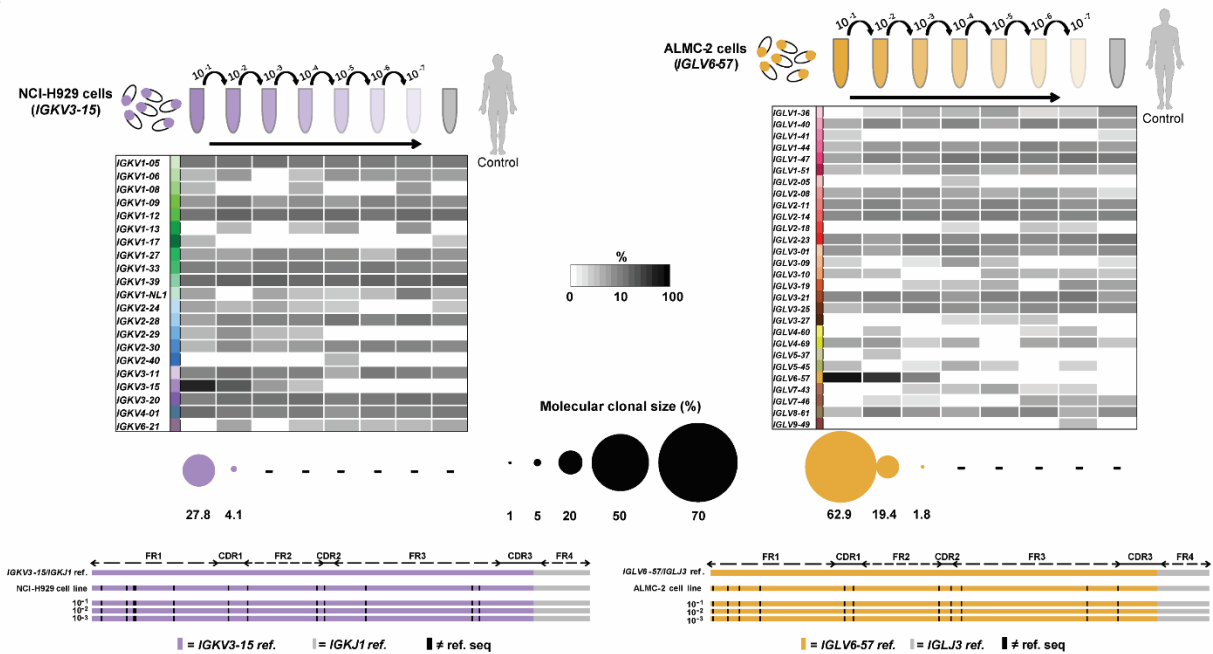 NCI-H929 cells
(IGKV3-15)
10⁻¹ 10⁻² 10⁻³ 10⁻⁴ 10⁻⁵ 10⁻⁶ 10⁻⁷
Control
IGKV1-05
IGKV1-06
IGKV1-08
IGKV1-09
IGKV1-12
IGKV1-13
IGKV1-17
IGKV1-27
IGKV1-33
IGKV1-39
IGKV1-NL1
IGKV2-24
IGKV2-28
IGKV2-29
IGKV2-30
IGKV2-40
IGKV3-11
IGKV3-15
IGKV3-20
IGKV4-01
IGKV6-21
%
0 10 100
ALMC-2 cells
(IGLV6-57)
10⁻¹ 10⁻² 10⁻³ 10⁻⁴ 10⁻⁵ 10⁻⁶ 10⁻⁷
Control
IGLV1-36
IGLV1-40
IGLV1-41
IGLV1-44
IGLV1-47
IGLV1-51
IGLV2-05
IGLV2-08
IGLV2-11
IGLV2-14
IGLV2-18
IGLV2-23
IGLV3-01
IGLV3-09
IGLV3-10
IGLV3-19
IGLV3-21
IGLV3-25
IGLV3-27
IGLV4-60
IGLV4-69
IGLV5-37
IGLV5-45
IGLV6-57
IGLV7-43
IGLV7-46
IGLV8-61
IGLV9-49
Molecular clonal size (%)
27.8 4.1 - - - - - -
1 5 20 50 70
62.9 19.4 1.8 - - - - -
FR1 CDR1 FR2 CDR2 FR3 CDR3 FR4
IGKV3-15/IGKJ1 ref.
NCI-H929 cell line
10⁻¹
10⁻²
10⁻³
= IGKV3-15 ref. = IGKJ1 ref. ≠ ref. seq
FR1 CDR1 FR2 CDR2 FR3 CDR3 FR4
IGLV6-57/IGLJ3 ref.
ALMC-2 cell line
10⁻¹
10⁻²
10⁻³
= IGLV6-57 ref. = IGLJ3 ref. ≠ ref. seq